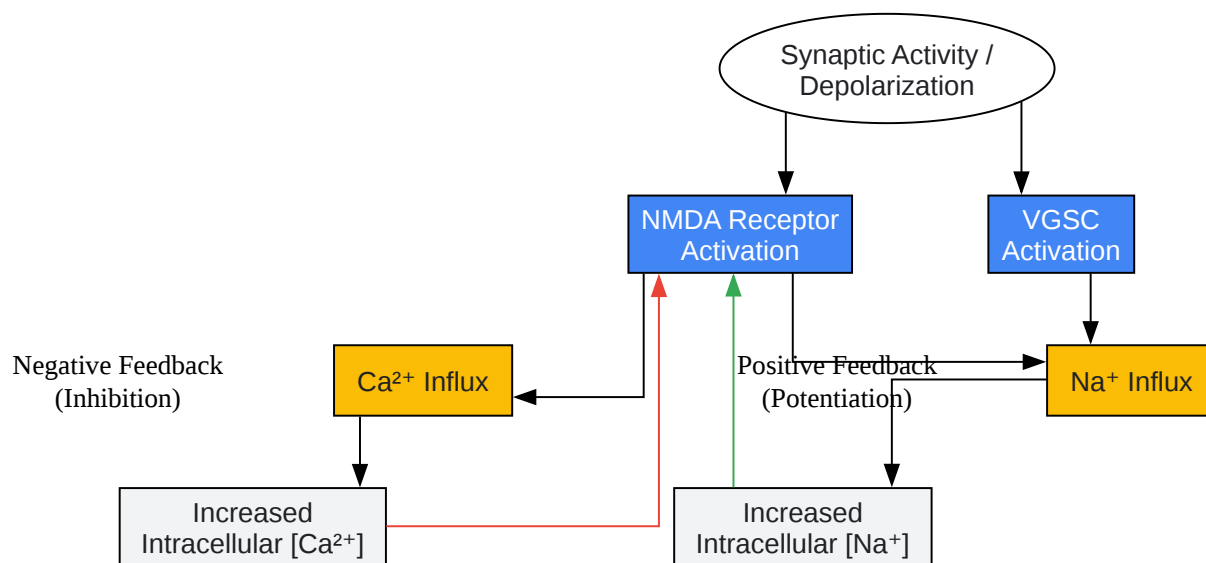 Synaptic Activity /
Depolarization
NMDA Receptor
Activation
VGSC
Activation
Negative Feedback
(Inhibition)
Ca²⁺ Influx
Positive Feedback
(Potentiation)
Na⁺ Influx
Increased
Intracellular [Ca²⁺]
Increased
Intracellular [Na⁺]